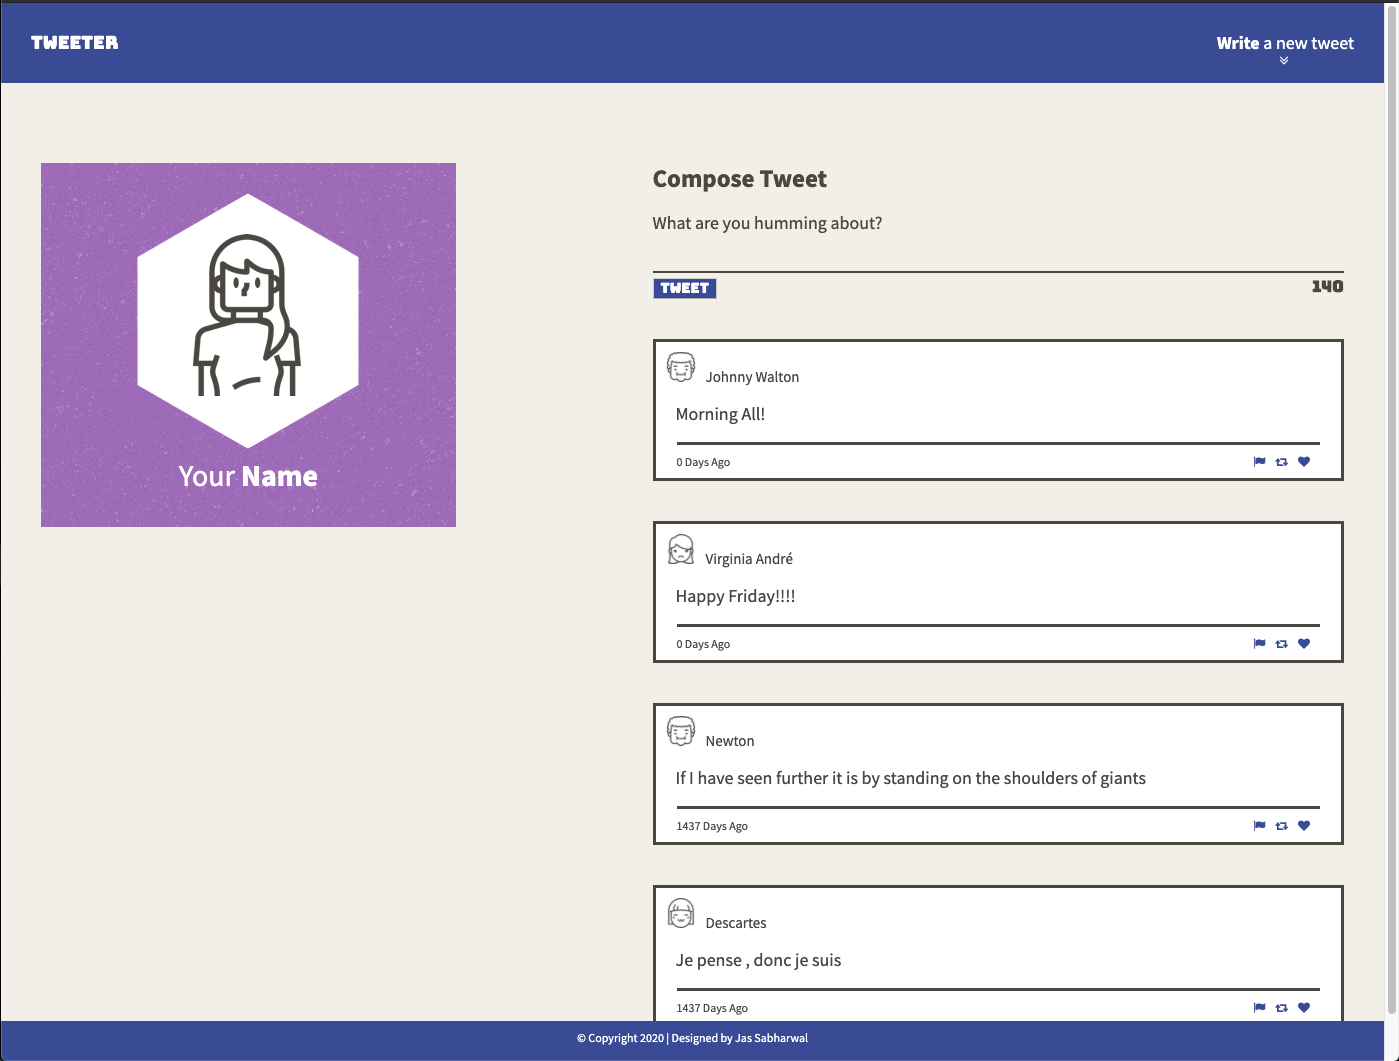 TWEETER
Write a new tweet
Your Name
Compose Tweet
What are you humming about?
TWEET
140
Johnny Walton
Morning All!
0 Days Ago
Virginia André
Happy Friday!!!!
0 Days Ago
Newton
If I have seen further it is by standing on the shoulders of giants
1437 Days Ago
Descartes
Je pense , donc je suis
1437 Days Ago
© Copyright 2020 | Designed by Jas Sabharwal